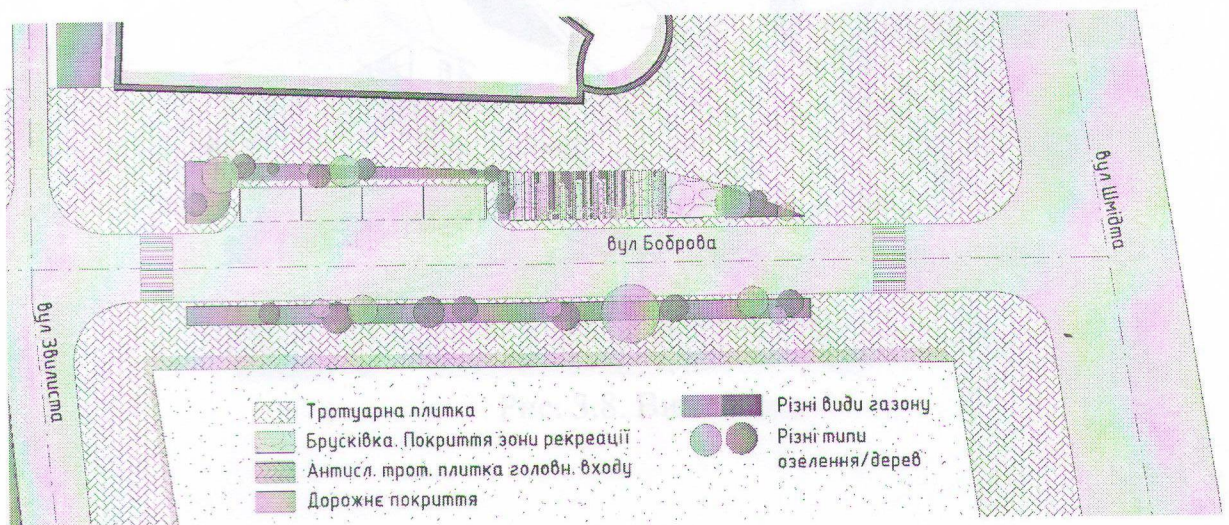 вул Боброва
вул Шмідта
вул Звилиста
Тротуарна плитка
Брусківка. Покриття зони рекреації
Антисл. трот. плитка головн. входу
Дорожнє покриття
Різні види газону
Різні типи
озелення/дерев